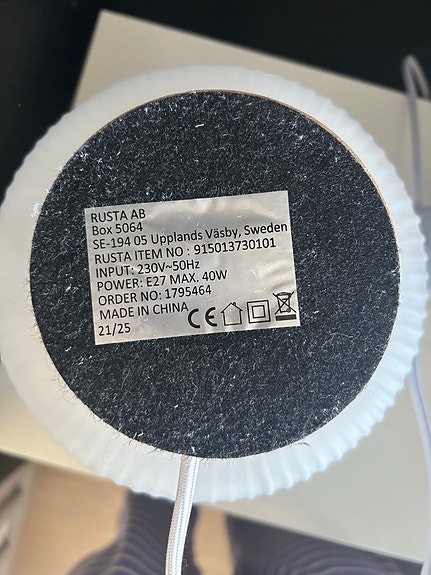 RUSTA AB
Box 5064
SE-194 05 Upplands Väsby, Sweden
RUSTA ITEM NO : 915013730101
INPUT: 230V~50Hz
POWER: E27 MAX. 40W
ORDER NO: 1795464
MADE IN CHINA
CE
21/25